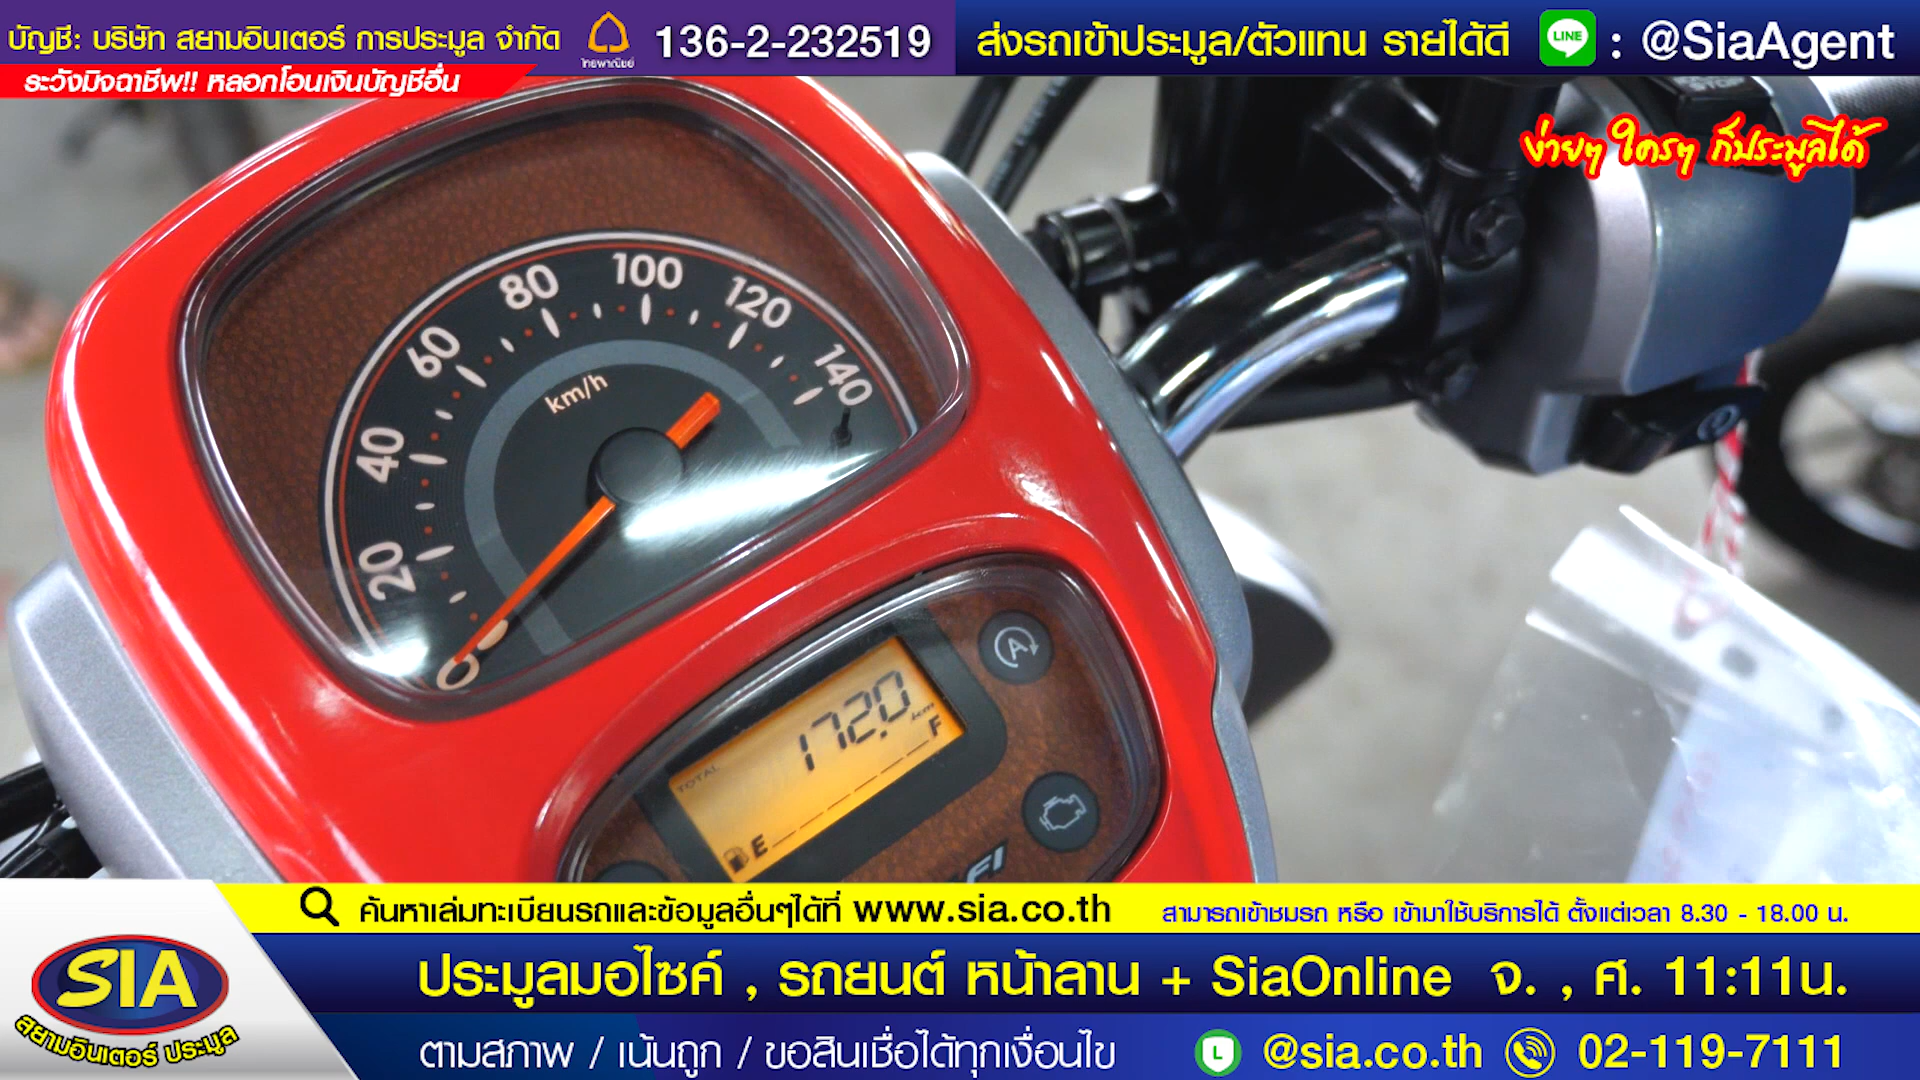 บัญชี: บริษัท สยามอินเตอร์ การประมูล จำกัด
ไทยพาณิชย์
136-2-232519
ส่งรถเข้าประมูล/ตัวแทน รายได้ดี
LINE
: @SiaAgent
ระวังมิจฉาชีพ!! หลอกโอนเงินบัญชีอื่น
ง่ายๆ ใครๆ ก็ประมูลได้
0 20 40 60 80 100 120 140
km/h
A
TOTAL 172.0 km
E F
FI
ค้นหาเล่มทะเบียนรถและข้อมูลอื่นๆได้ที่ www.sia.co.th
สามารถเข้าชมรถ หรือ เข้ามาใช้บริการได้ ตั้งแต่เวลา 8.30 - 18.00 น.
SIA
สยามอินเตอร์ ประมูล
ประมูลมอไซค์ , รถยนต์ หน้าลาน + SiaOnline จ. , ศ. 11:11น.
ตามสภาพ / เน้นถูก / ขอสินเชื่อได้ทุกเงื่อนไข
L @sia.co.th
02-119-7111